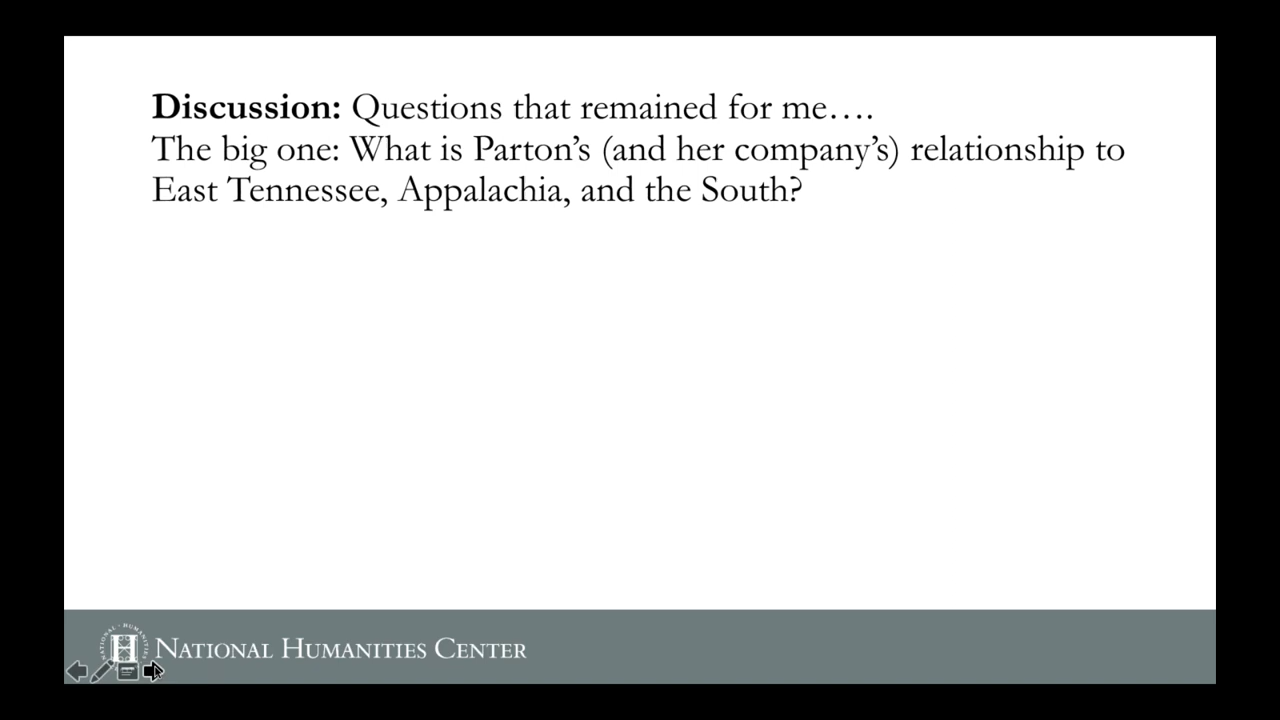 Discussion: Questions that remained for me….
The big one: What is Parton’s (and her company’s) relationship to
East Tennessee, Appalachia, and the South?
National Humanities Center